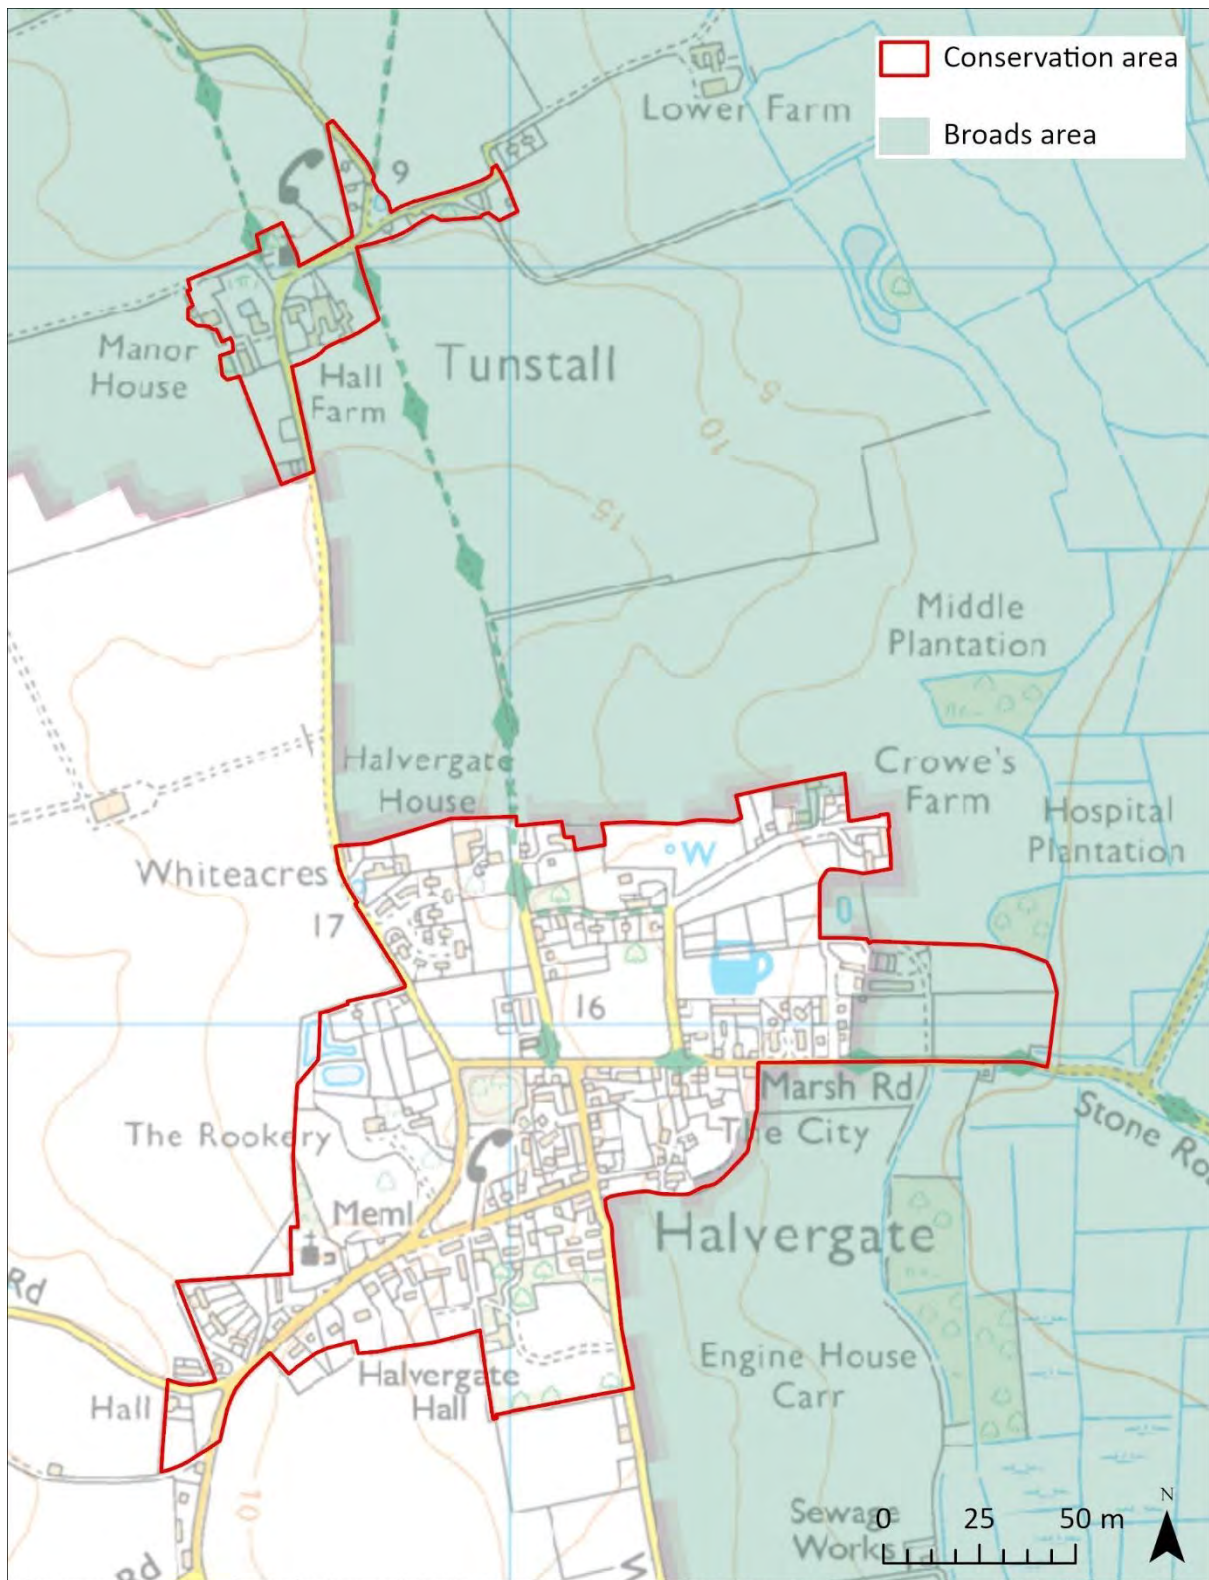 Conservation area
Broads area
Lower Farm
9
Manor
House
Hall
Farm
Tunstall
5
10
15
Middle
Plantation
Halvergate
House
Crowe's
Farm
Hospital
Plantation
W
Whiteacres
17
16
Marsh Rd
The City
Stone Ro
The Rookery
Meml
Halvergate
Rd
Engine House
Carr
Halvergate
Hall
Hall
10
Sewage
Works
Rd
W
N
0 25 50 m